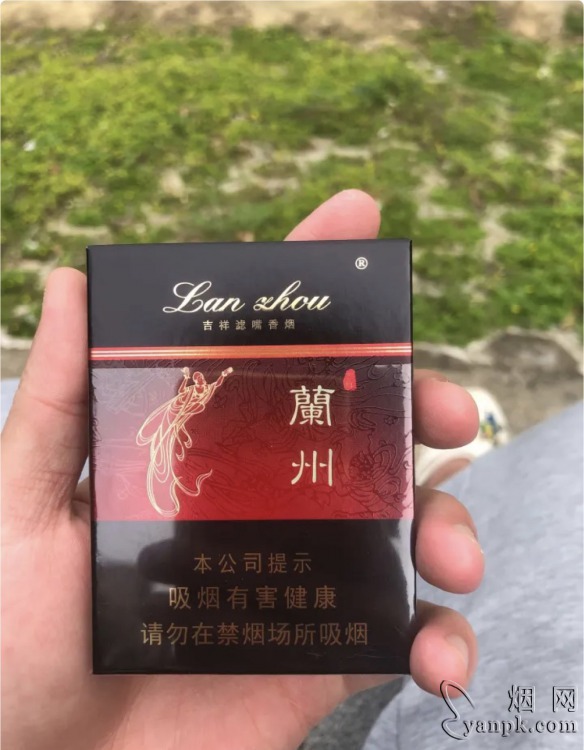 Lan zhou ®
吉祥滤嘴香烟
蘭州
本公司提示
吸烟有害健康
请勿在禁烟场所吸烟
烟网
yanpk.com